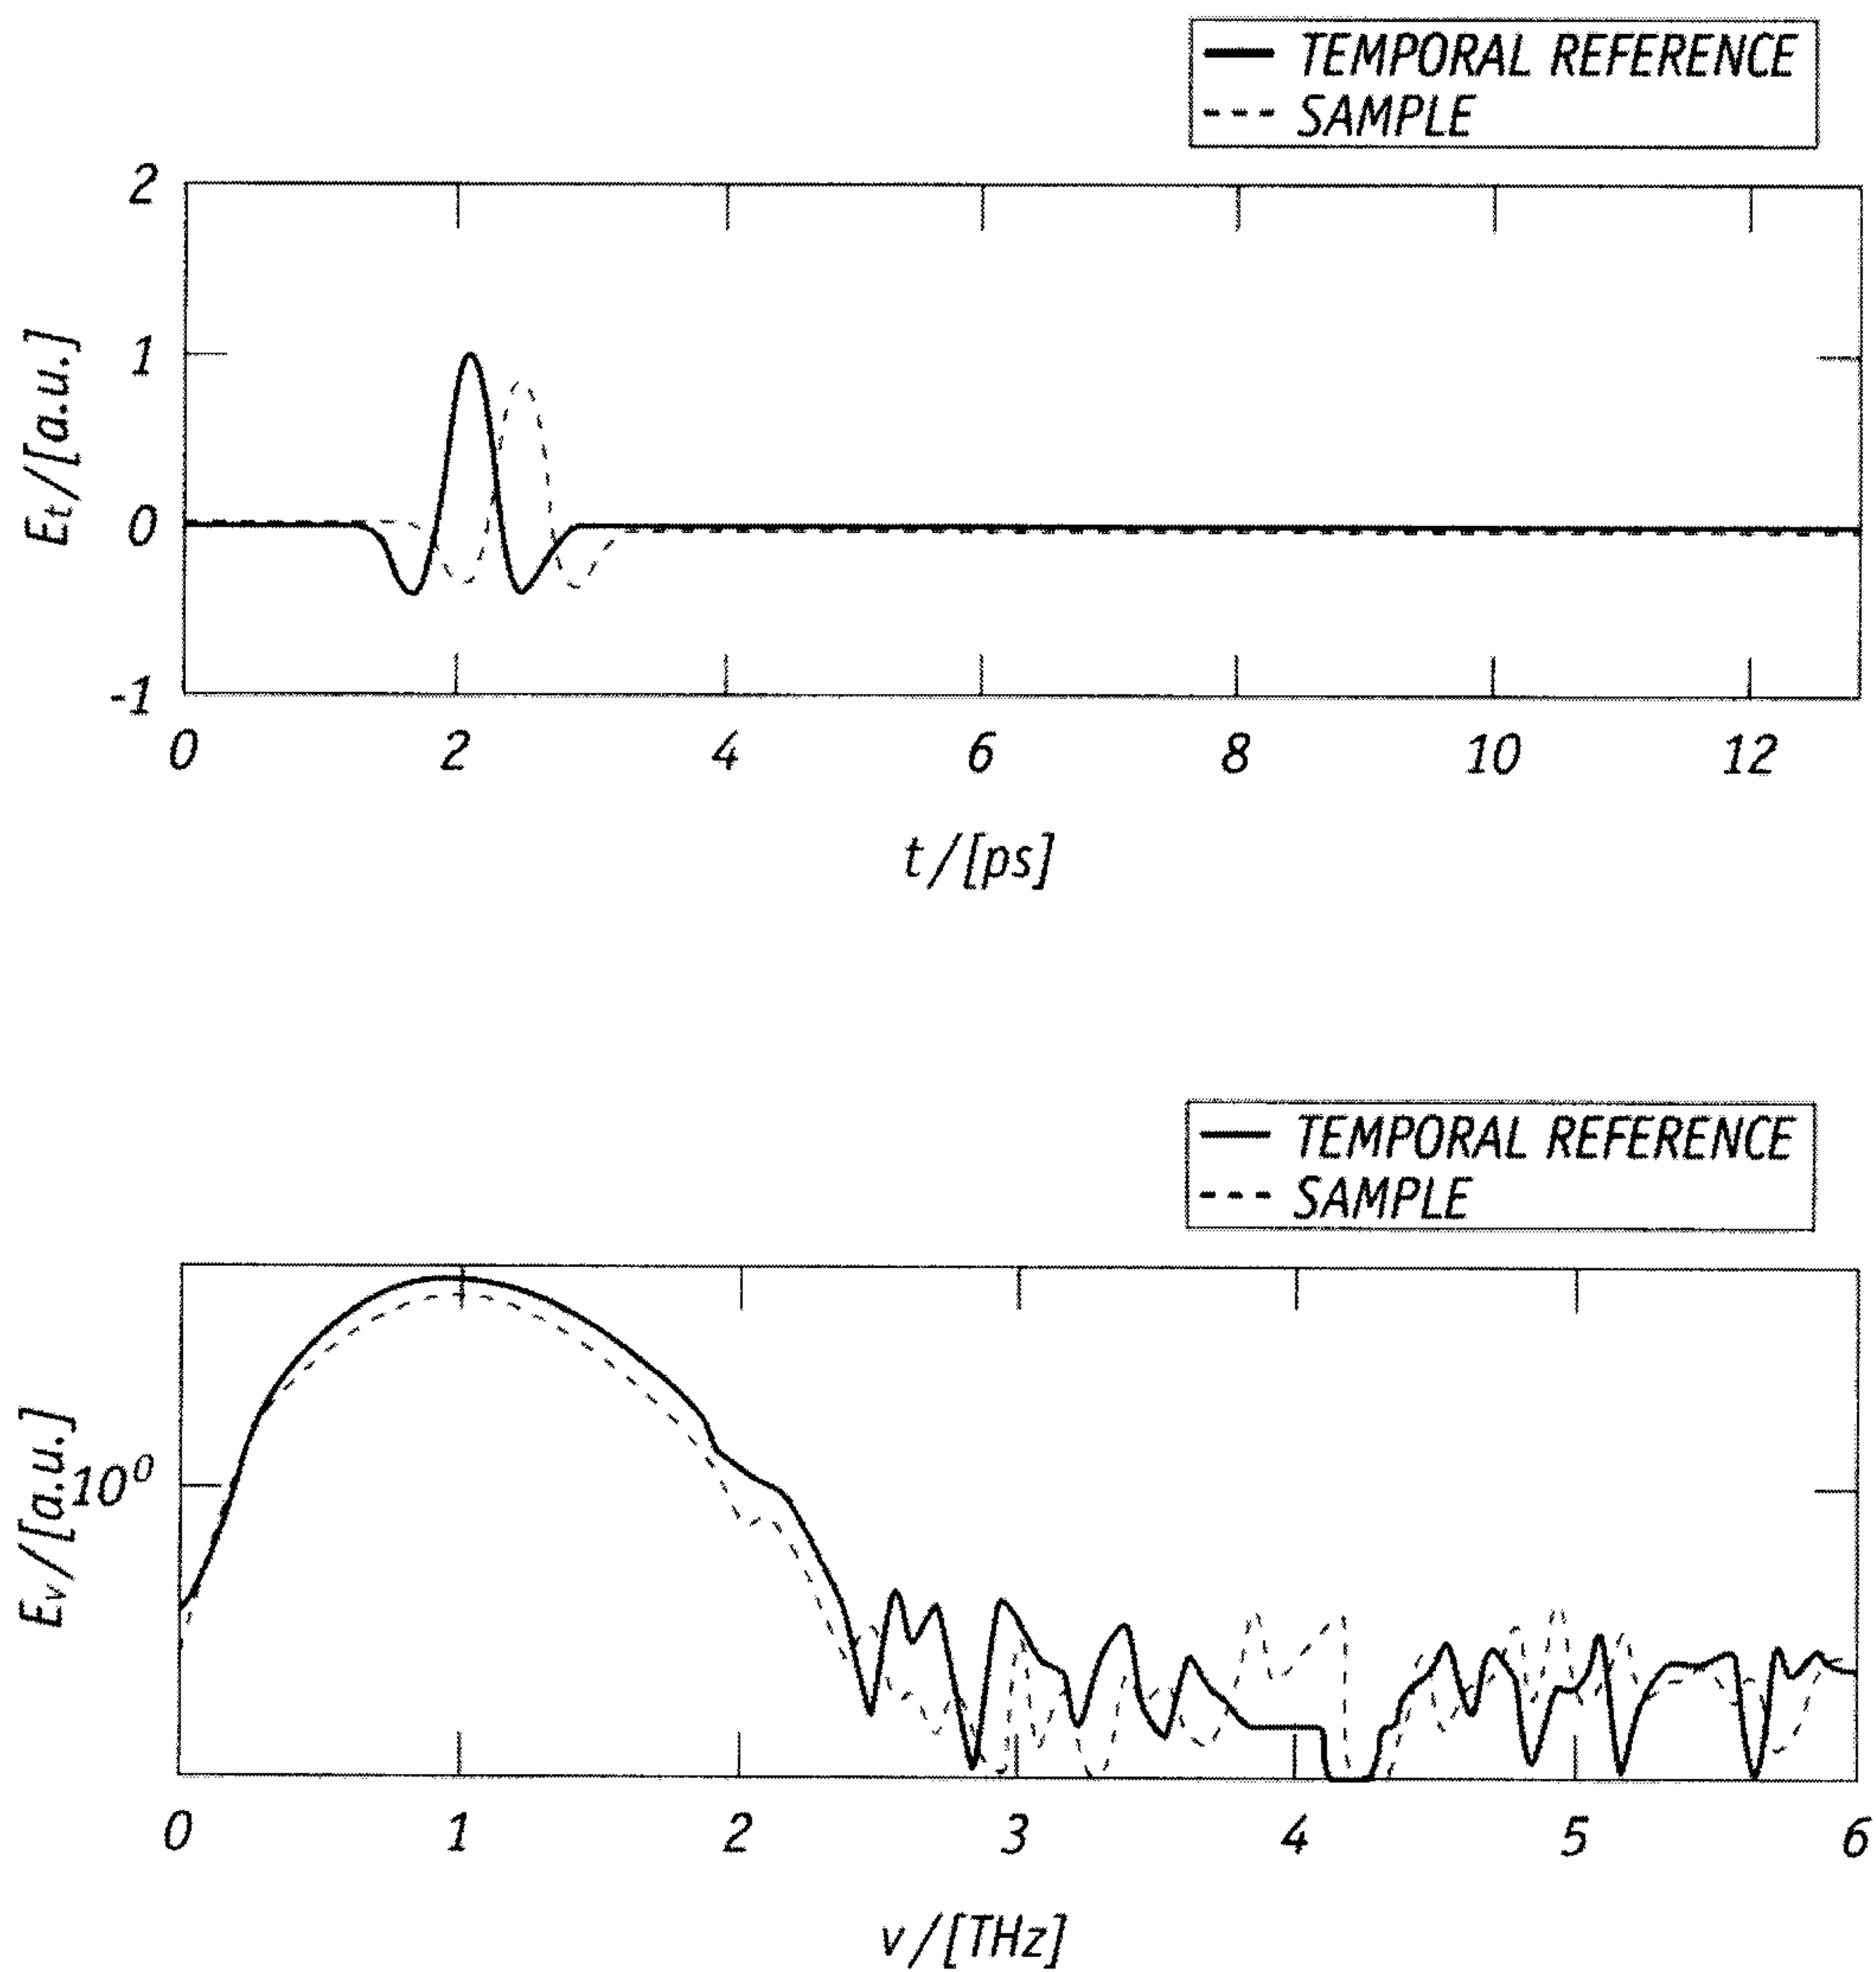 TEMPORAL REFERENCE
SAMPLE
2
1
0
-1
Et/[a.u.]
0 2 4 6 8 10 12
t/[ps]
TEMPORAL REFERENCE
SAMPLE
10⁰
Ev/[a.u.]
0 1 2 3 4 5 6
v/[THz]